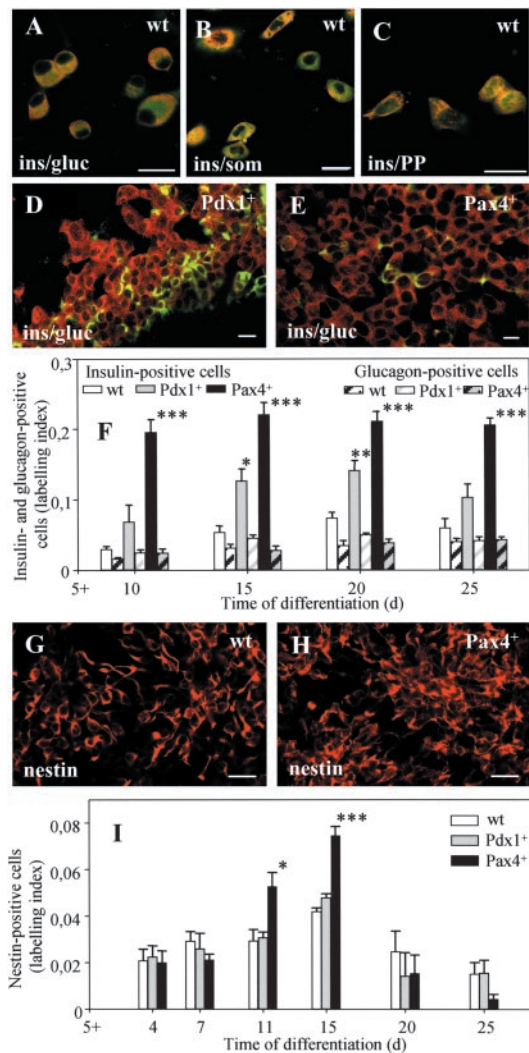 A wt
ins/gluc
B wt
ins/som
C wt
ins/PP
D Pdx1+
ins/gluc
E Pax4+
ins/gluc
F
Insulin- and glucagon-positive
cells (labelling index)
0,3
0,2
0,1
0
Insulin-positive cells
wt Pdx1+ Pax4+
Glucagon-positive cells
wt Pdx1+ Pax4+
***
* ***
** ***
***
5+ 10 15 20 25
Time of differentiation (d)
G wt
nestin
H Pax4+
nestin
I
Nestin-positive cells
(labelling index)
0,08
0,06
0,04
0,02
0
wt
Pdx1+
Pax4+
*
***
5+ 4 7 11 15 20 25
Time of differentiation (d)